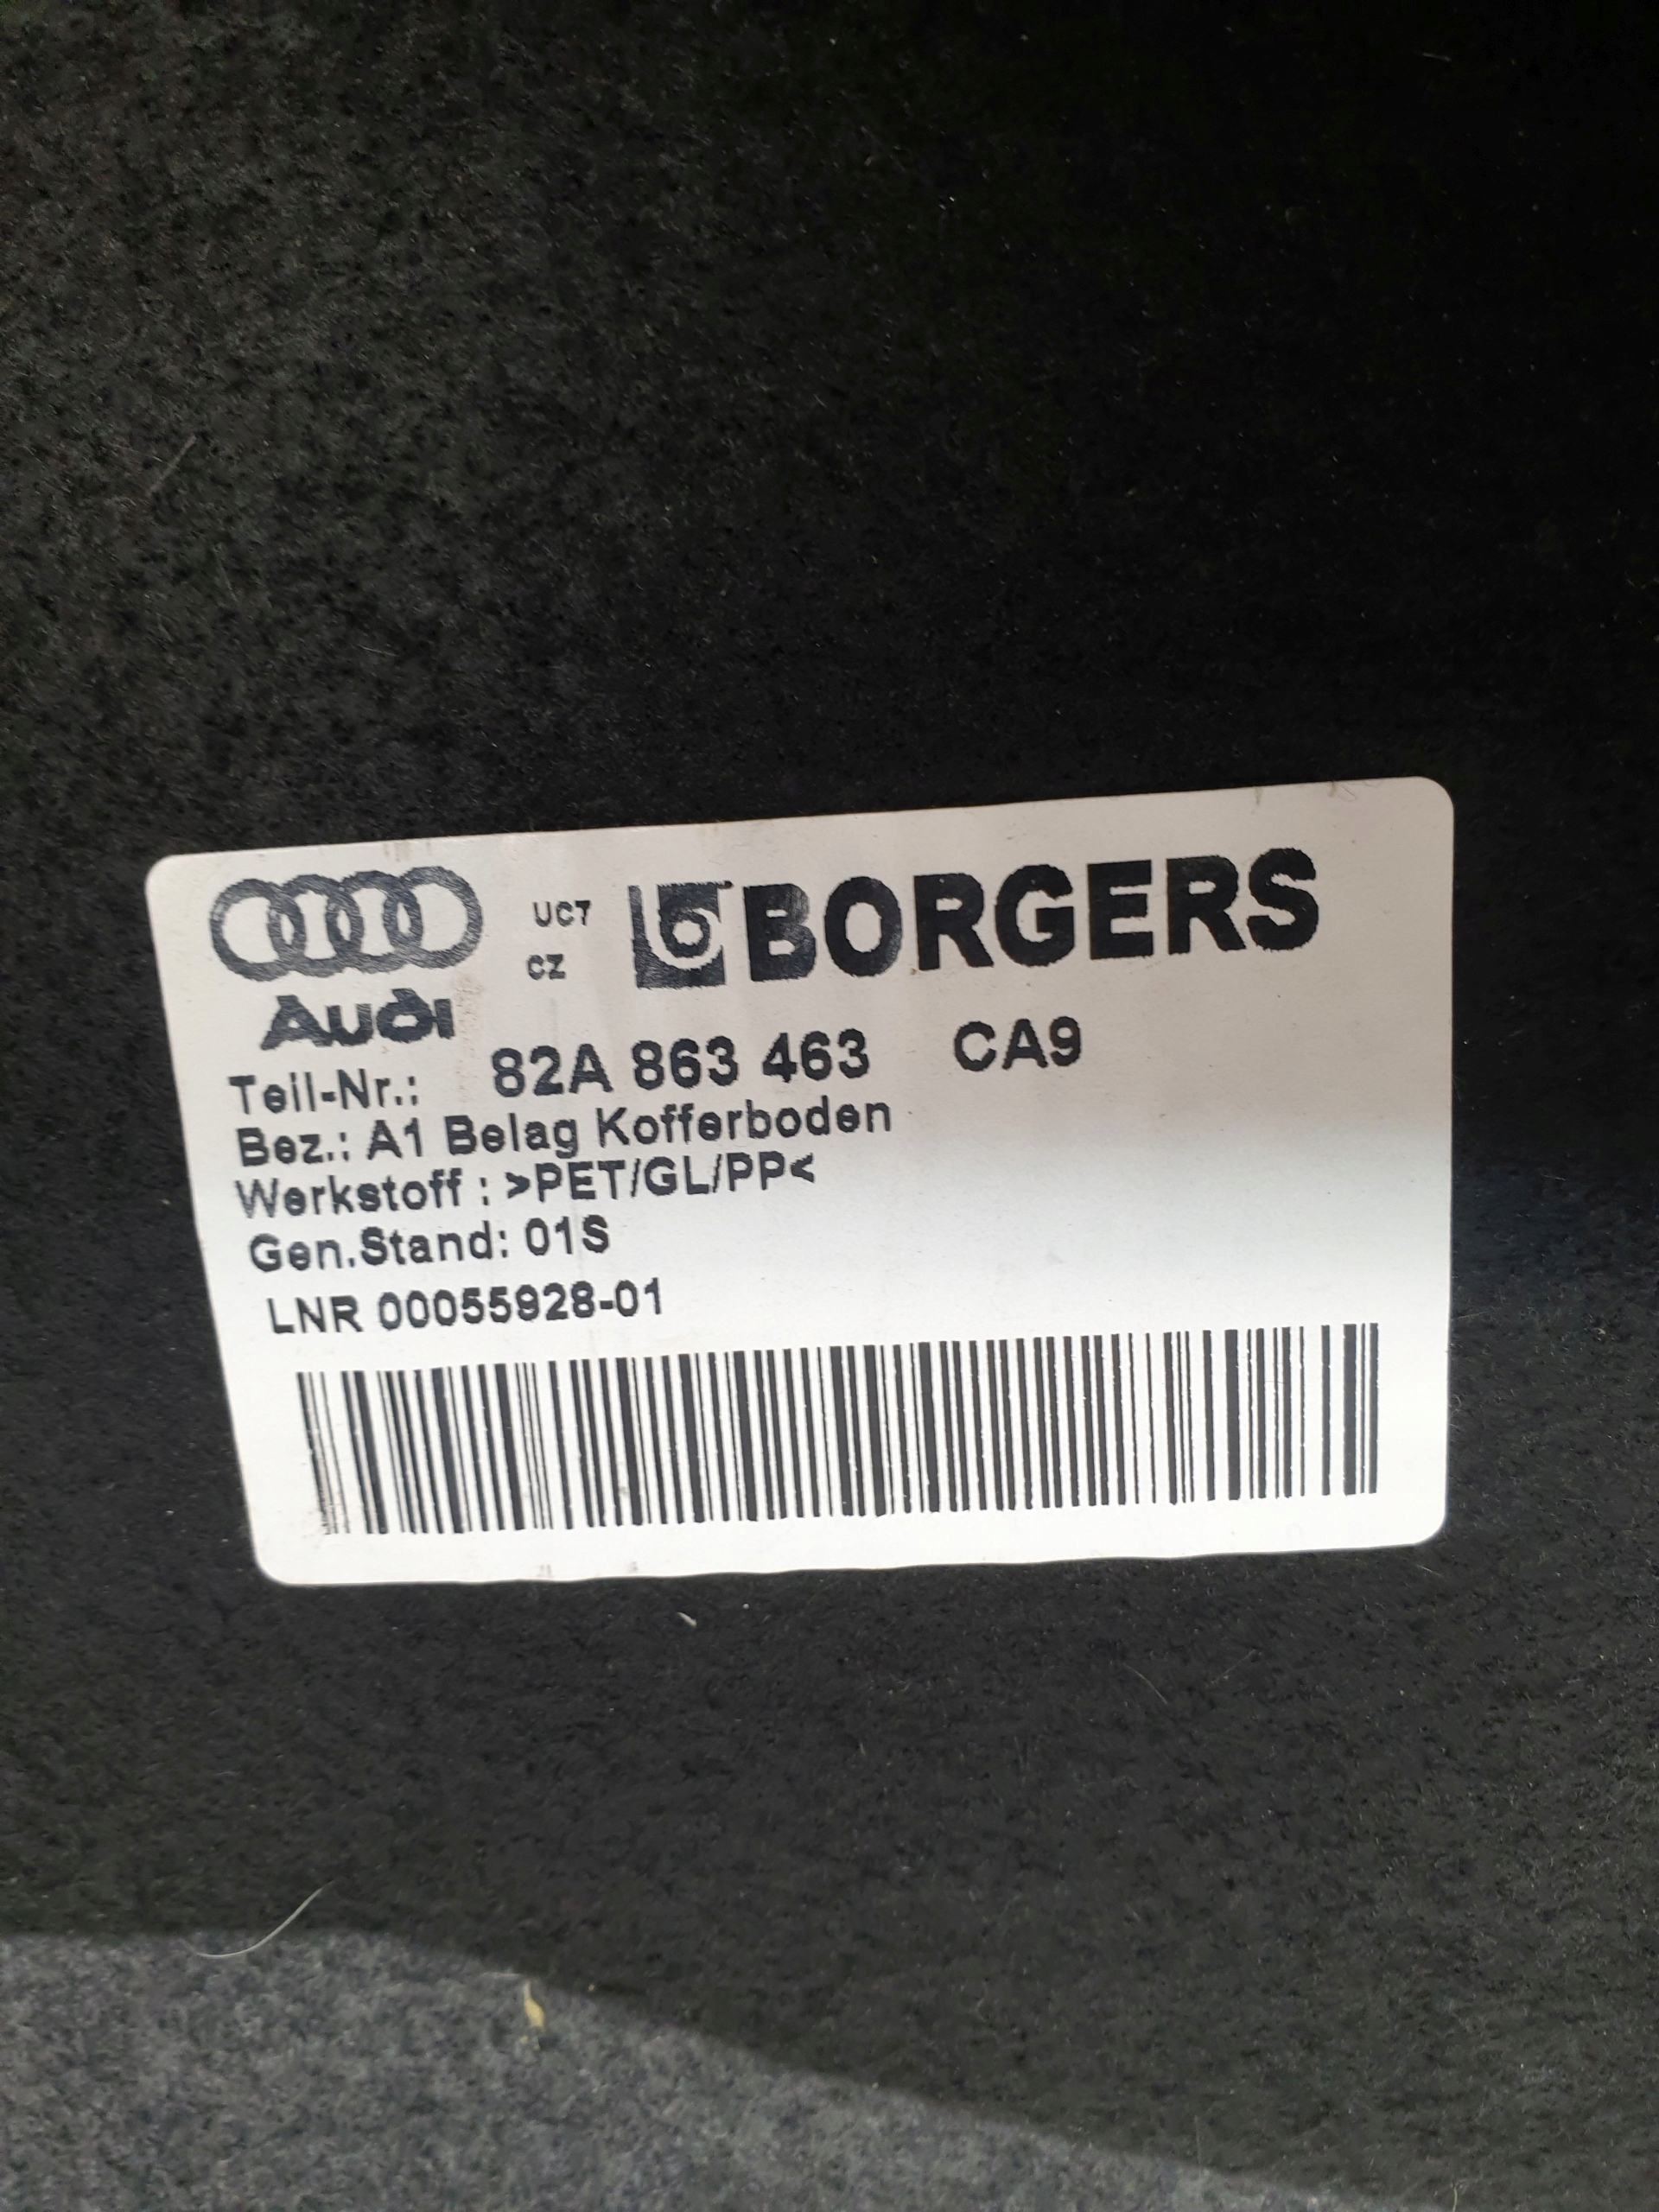 UC7 BORGERS
CZ
Audi
Teil-Nr.: 82A 863 463 CA9
Bez.: A1 Belag Kofferboden
Werkstoff : >PET/GL/PP<
Gen.Stand: 01S
LNR 00055928-01